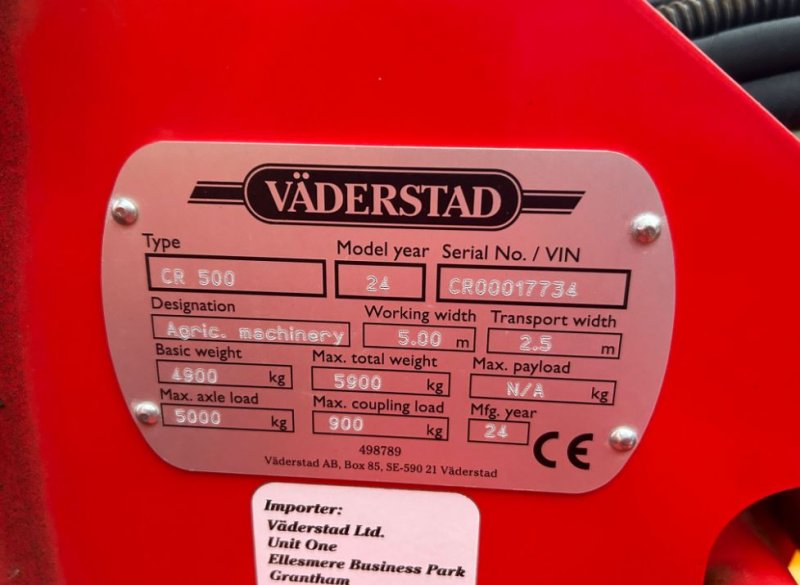 VÄDERSTAD
Type Model year Serial No. / VIN
CR 500 24 CR00017734
Designation Working width Transport width
Agric. machinery 5.00 m 2.5 m
Basic weight Max. total weight Max. payload
4900 kg 5900 kg N/A kg
Max. axle load Max. coupling load Mfg. year
5000 kg 900 kg 24 CE
498789
Väderstad AB, Box 85, SE-590 21 Väderstad
Importer:
Väderstad Ltd.
Unit One
Ellesmere Business Park
Grantham